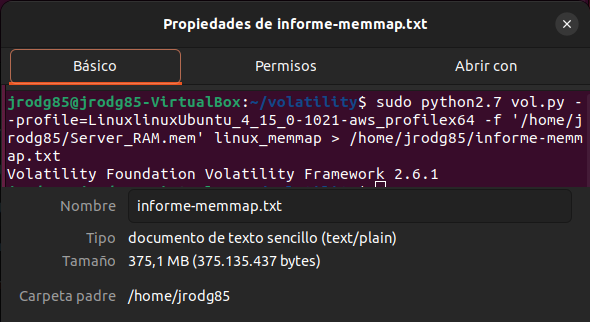 Propiedades de informe-memmap.txt
Básico Permisos Abrir con
jrodg85@jrodg85-VirtualBox:~/volatility$ sudo python2.7 vol.py -
-profile=LinuxlinuxUbuntu_4_15_0-1021-aws_profilex64 -f '/home/j
rodg85/Server_RAM.mem' linux_memmap > /home/jrodg85/informe-memm
ap.txt
Volatility Foundation Volatility Framework 2.6.1
Nombre informe-memmap.txt
Tipo documento de texto sencillo (text/plain)
Tamaño 375,1 MB (375.135.437 bytes)
Carpeta padre /home/jrodg85